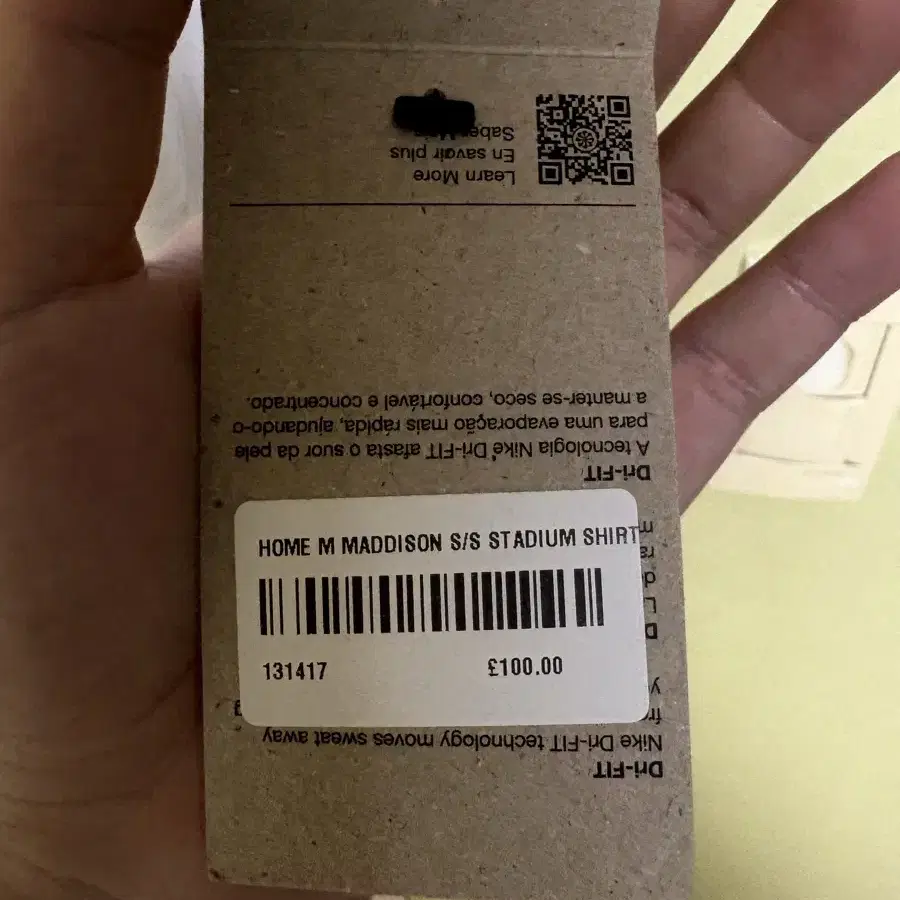 Saber Mais
En savoir plus
Learn More
a manter-se seco, confortável e concentrado.
para uma evaporação mais rápida, ajudando-o
A tecnologia Nike Dri-FIT afasta o suor da pele
Dri-FIT
HOME M MADDISON S/S STADIUM SHIRT
131417 £100.00
Nike Dri-FIT technology moves sweat away
Dri-FIT